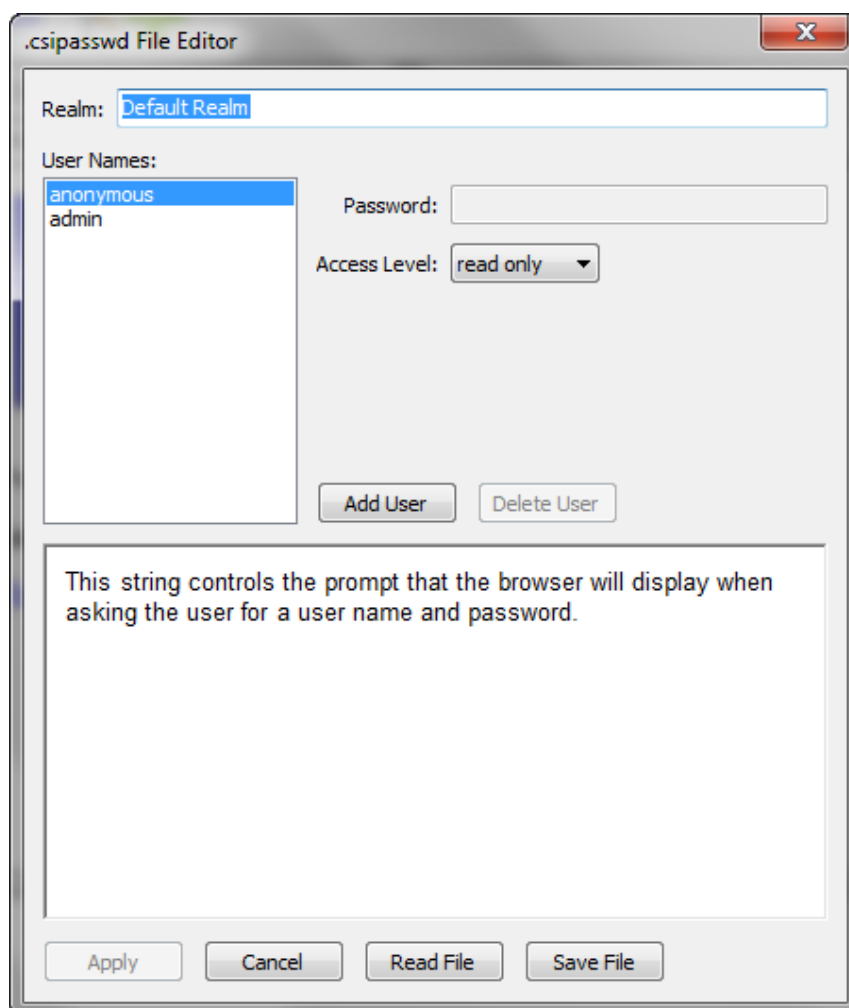 .csipasswd File Editor
Realm: Default Realm
User Names:
anonymous
admin
Password:
Access Level: read only
Add User Delete User
This string controls the prompt that the browser will display when
asking the user for a user name and password.
Apply Cancel Read File Save File